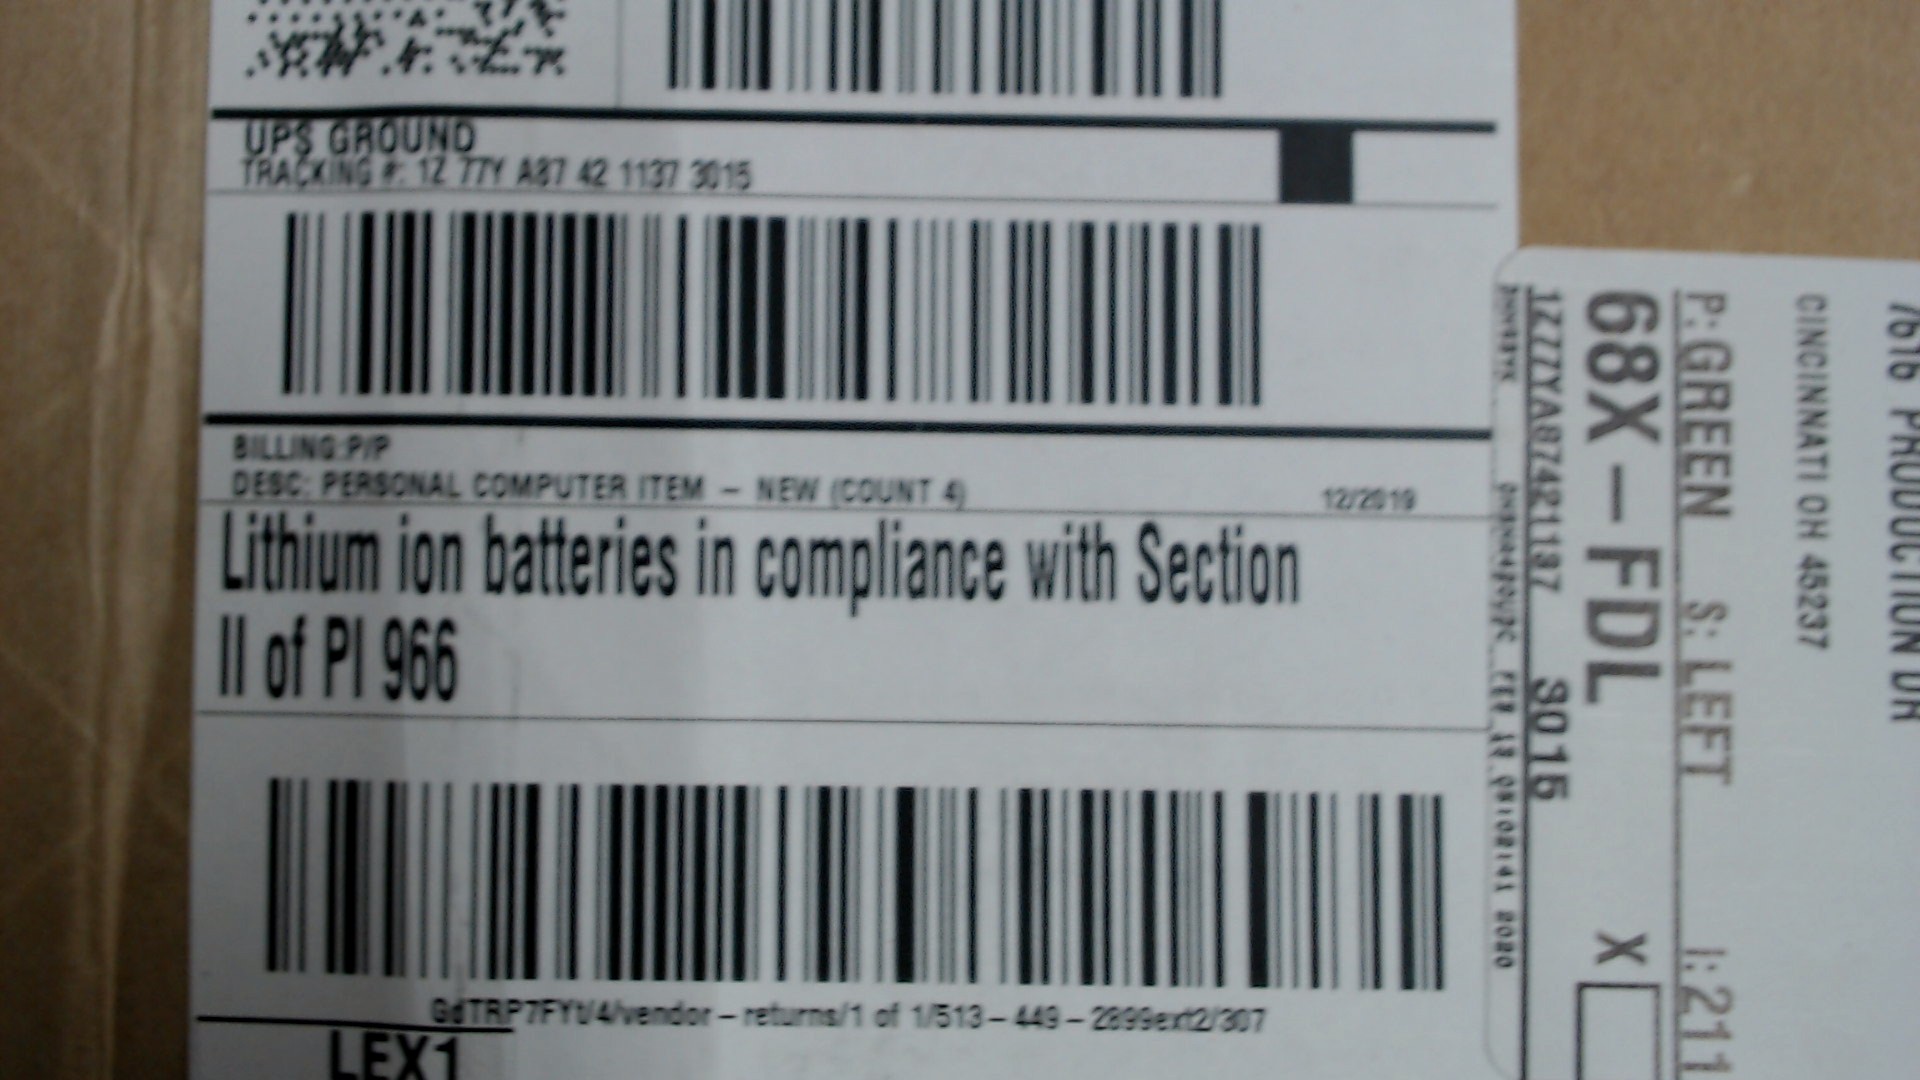 UPS GROUND
TRACKING #: 1Z 77Y A87 42 1137 3015
BILLING:P/P
DESC: PERSONAL COMPUTER ITEM – NEW (COUNT 4)
12/2019
Lithium ion batteries in compliance with Section
II of PI 966
GdTRP7FYt/4/vendor – returns/1 of 1/513 – 449 – 2899ext2/307
LEX1
7616 PRODUCTION DR
CINCINNATI OH 45237
P: GREEN S: LEFT I: 211
68X – FDL X
1Z77YA87421137 3015